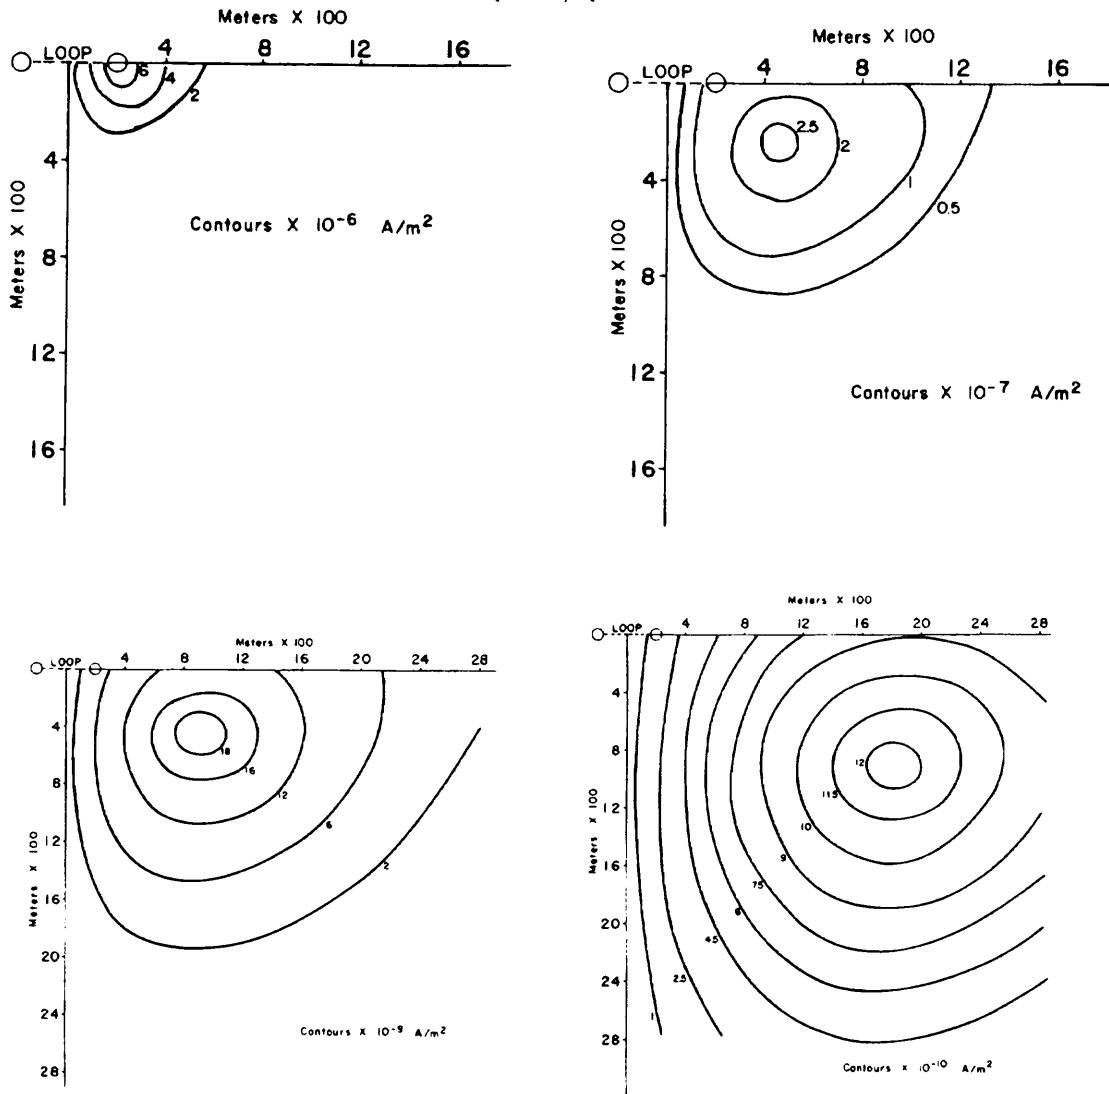 Meters X 100
LOOP 4 8 12 16
6 4 2
4
8
12
16
Meters X 100
Contours X 10⁻⁶ A/m²
Meters X 100
LOOP 4 8 12 16
2.5
2
1
0.5
4
8
12
16
Meters X 100
Contours X 10⁻⁷ A/m²
Meters X 100
LOOP 4 8 12 16 20 24 28
18
16
12
6
2
4
8
12
16
20
24
28
Meters X 100
Contours X 10⁻⁹ A/m²
Meters X 100
LOOP 4 8 12 16 20 24 28
12
11.5
10
9
7.5
6
4.5
2.5
1
4
8
12
16
20
24
28
Meters X 100
Contours X 10⁻¹⁰ A/m²